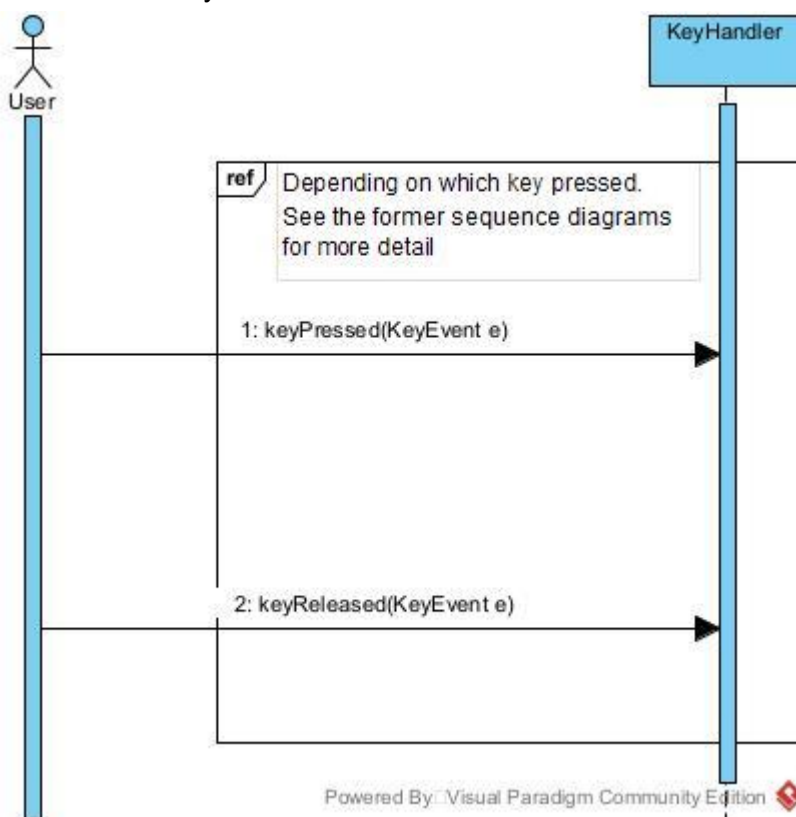 KeyHandler
User
ref
Depending on which key pressed.
See the former sequence diagrams
for more detail
1: keyPressed(KeyEvent e)
2: keyReleased(KeyEvent e)
Powered By Visual Paradigm Community Edition